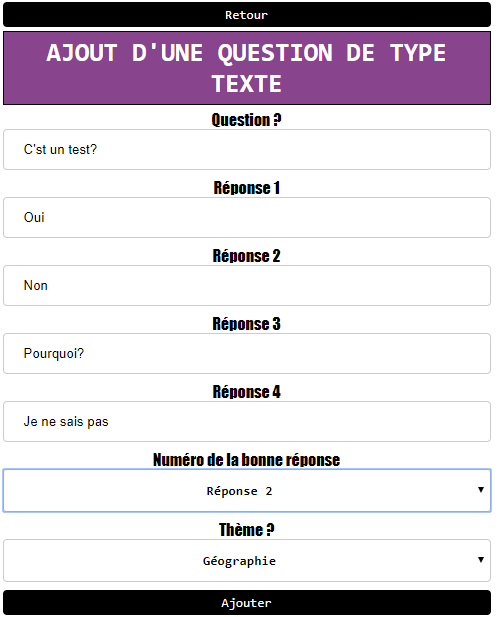 Retour
AJOUT D'UNE QUESTION DE TYPE
TEXTE
Question ?
C'st un test?
Réponse 1
Oui
Réponse 2
Non
Réponse 3
Pourquoi?
Réponse 4
Je ne sais pas
Numéro de la bonne réponse
Réponse 2
Thème ?
Géographie
Ajouter